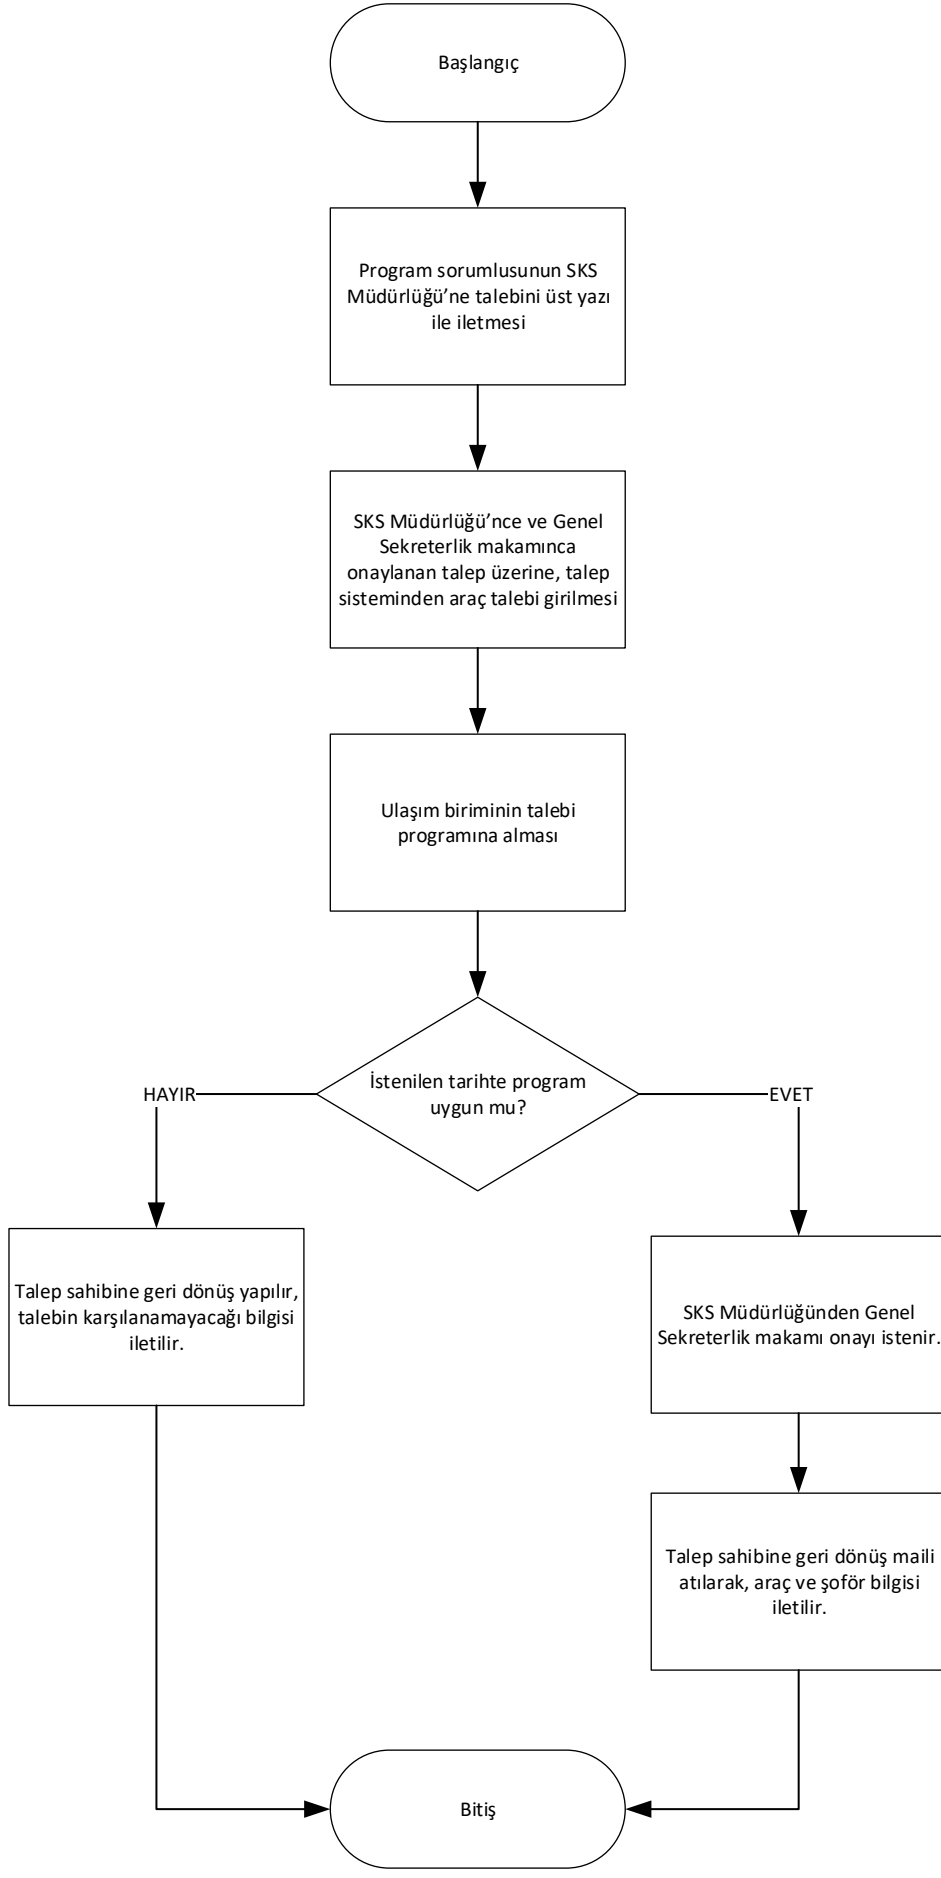 Başlangıç
Program sorumlusunun SKS
Müdürlüğü’ne talebini üst yazı
ile iletmesi
SKS Müdürlüğü’nce ve Genel
Sekreterlik makamınca
onaylanan talep üzerine, talep
sisteminden araç talebi girilmesi
Ulaşım biriminin talebi
programına alması
İstenilen tarihte program
uygun mu?
HAYIR
EVET
Talep sahibine geri dönüş yapılır,
talebin karşılanamayacağı bilgisi
iletilir.
SKS Müdürlüğünden Genel
Sekreterlik makamı onayı istenir.
Talep sahibine geri dönüş maili
atılarak, araç ve şoför bilgisi
iletilir.
Bitiş